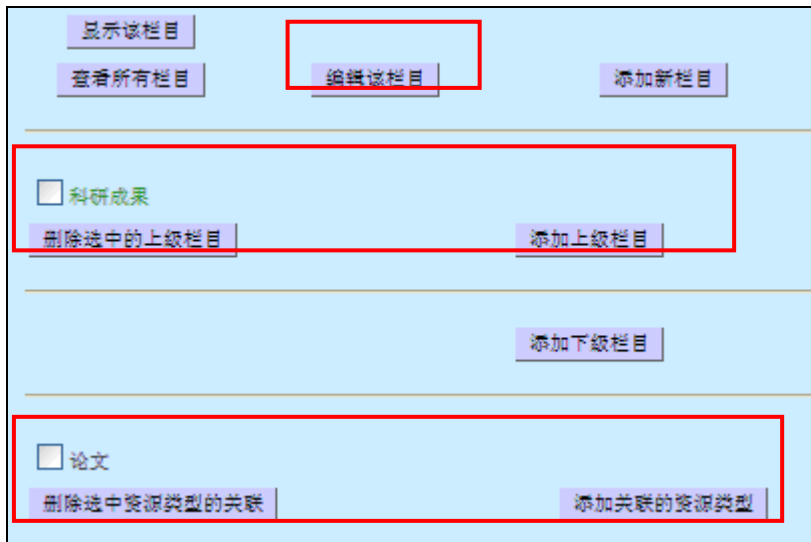 显示该栏目
查看所有栏目 编辑该栏目 添加新栏目
科研成果
删除选中的上级栏目 添加上级栏目
添加下级栏目
论文
删除选中资源类型的关联 添加关联的资源类型